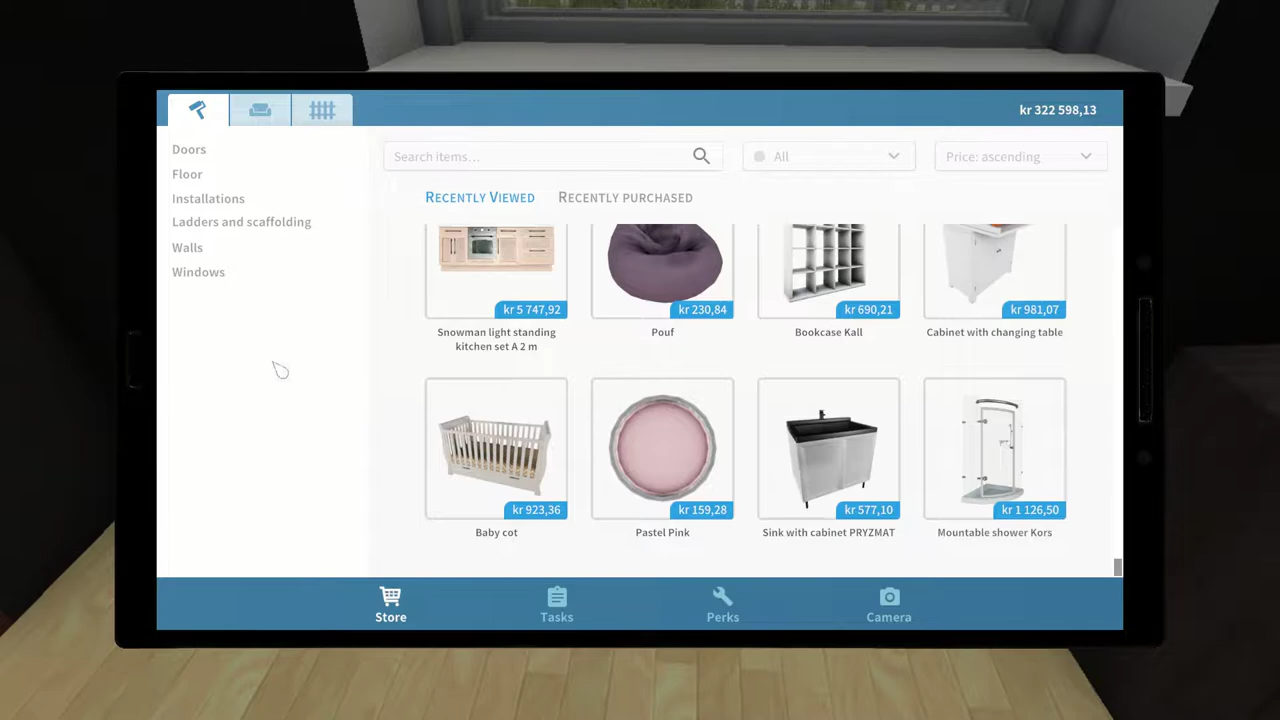 kr 322 598,13
Doors
Floor
Installations
Ladders and scaffolding
Walls
Windows
Search items...
All
Price: ascending
RECENTLY VIEWED
RECENTLY PURCHASED
kr 5 747,92
kr 230,84
kr 690,21
kr 981,07
Snowman light standing
kitchen set A 2 m
Pouf
Bookcase Kall
Cabinet with changing table
kr 923,36
kr 159,28
kr 577,10
kr 1 126,50
Baby cot
Pastel Pink
Sink with cabinet PRYZMAT
Mountable shower Kors
Store
Tasks
Perks
Camera